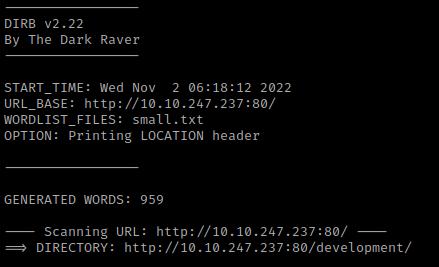 -----------------
DIRB v2.22
By The Dark Raver
-----------------
START_TIME: Wed Nov  2 06:18:12 2022
URL_BASE: http://10.10.247.237:80/
WORDLIST_FILES: small.txt
OPTION: Printing LOCATION header
-----------------
GENERATED WORDS: 959
---- Scanning URL: http://10.10.247.237:80/ ----
==> DIRECTORY: http://10.10.247.237:80/development/